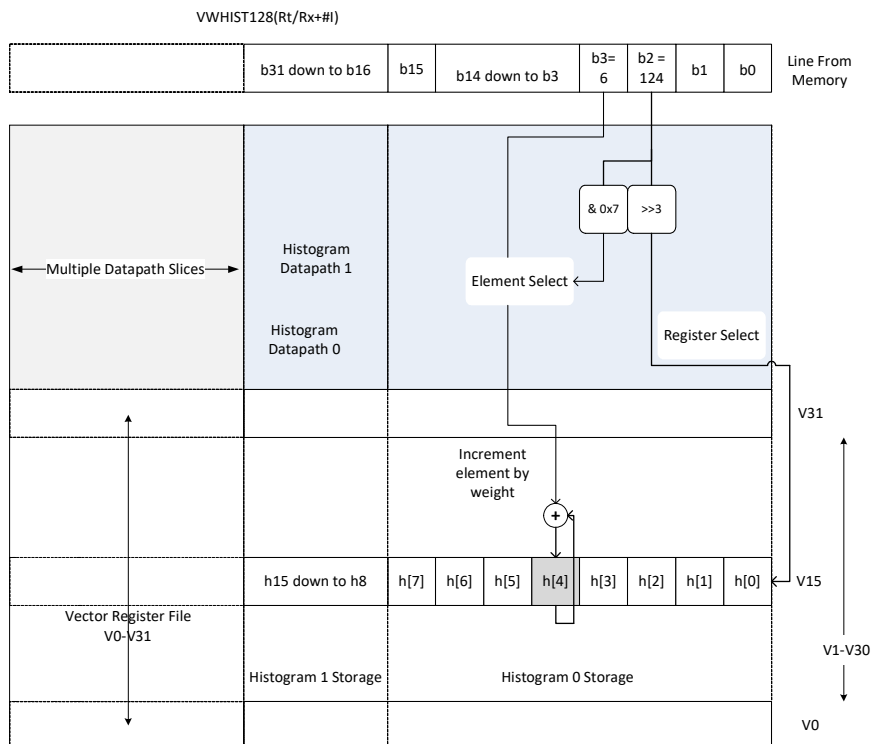 VWHIST128(Rt/Rx+#I)
b31 down to b16
b15
b14 down to b3
b3=
6
b2 =
124
b1
b0
Line From
Memory
& 0x7
>>3
Histogram
Datapath 1
Multiple Datapath Slices
Element Select
Histogram
Datapath 0
Register Select
V31
Increment
element by
weight
+
h15 down to h8
h[7]
h[6]
h[5]
h[4]
h[3]
h[2]
h[1]
h[0]
V15
Vector Register File
V0-V31
V1-V30
Histogram 1 Storage
Histogram 0 Storage
V0